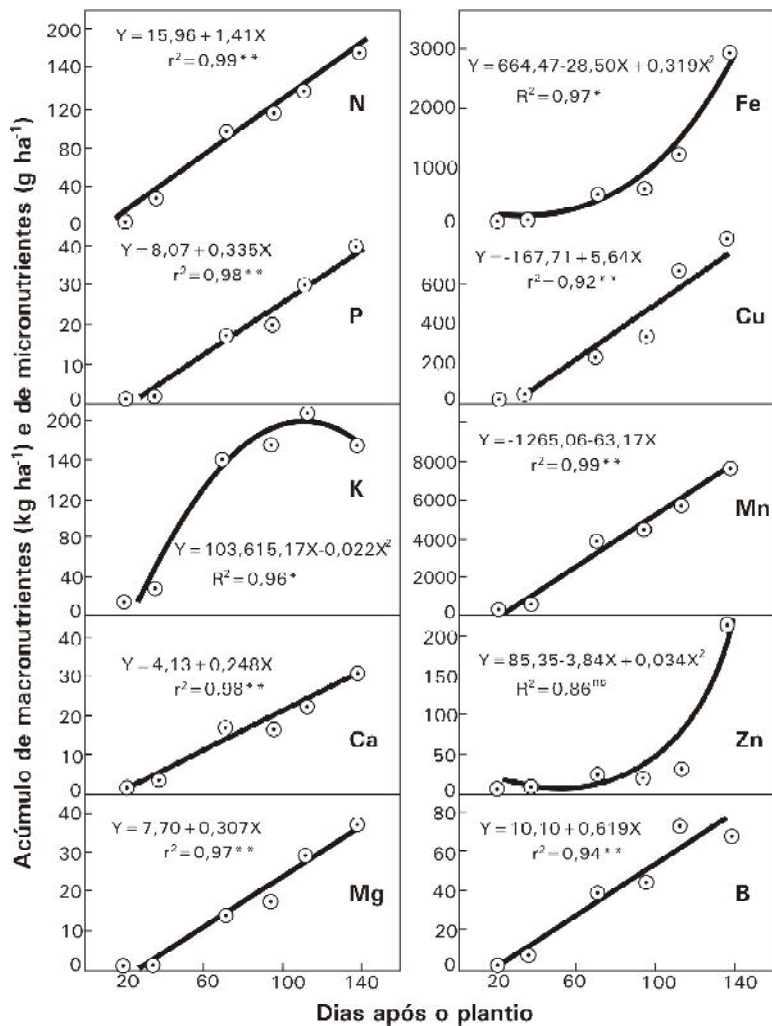 Acúmulo de macronutrientes (kg ha⁻¹) e de micronutrientes (g ha⁻¹)
200
140
120
80
40
0
Y=15,96+1,41X
r²=0,99**
N
40
30
20
10
0
Y=8,07+0,335X
r²=0,98**
P
200
140
120
80
40
0
K
Y=103,615,17X-0,022X²
R²=0,96*
40
30
20
10
0
Y=4,13+0,248X
r²=0,98**
Ca
40
30
20
10
0
Y=7,70+0,307X
r²=0,97**
Mg
20 60 100 140
3000
2000
1000
0
Y=664,47-28,50X+0,319X²
R²=0,97*
Fe
600
400
200
0
Y=-167,71+5,64X
r²=0,92**
Cu
8000
6000
4000
2000
0
Y=-1265,06-63,17X
r²=0,99**
Mn
200
150
100
50
0
Y=85,35-3,84X+0,034X²
R²=0,86ns
Zn
80
60
40
20
0
Y=10,10+0,619X
r²=0,94**
B
20 60 100 140
Dias após o plantio